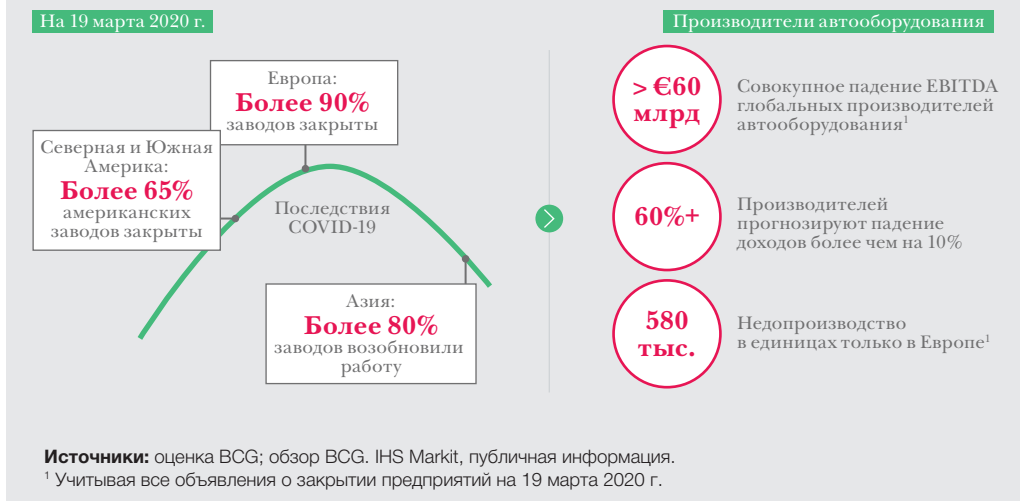 На 19 марта 2020 г.
Европа:
Более 90%
заводов закрыты
Северная и Южная
Америка:
Более 65%
американских
заводов закрыты
Последствия
COVID-19
Азия:
Более 80%
заводов возобновили
работу
Производители автооборудования
> €60
млрд
Совокупное падение EBITDA
глобальных производителей
автооборудования¹
60%+
Производителей
прогнозируют падение
доходов более чем на 10%
580
тыс.
Недопроизводство
в единицах только в Европе¹
Источники: оценка BCG; обзор BCG. IHS Markit, публичная информация.
¹ Учитывая все объявления о закрытии предприятий на 19 марта 2020 г.